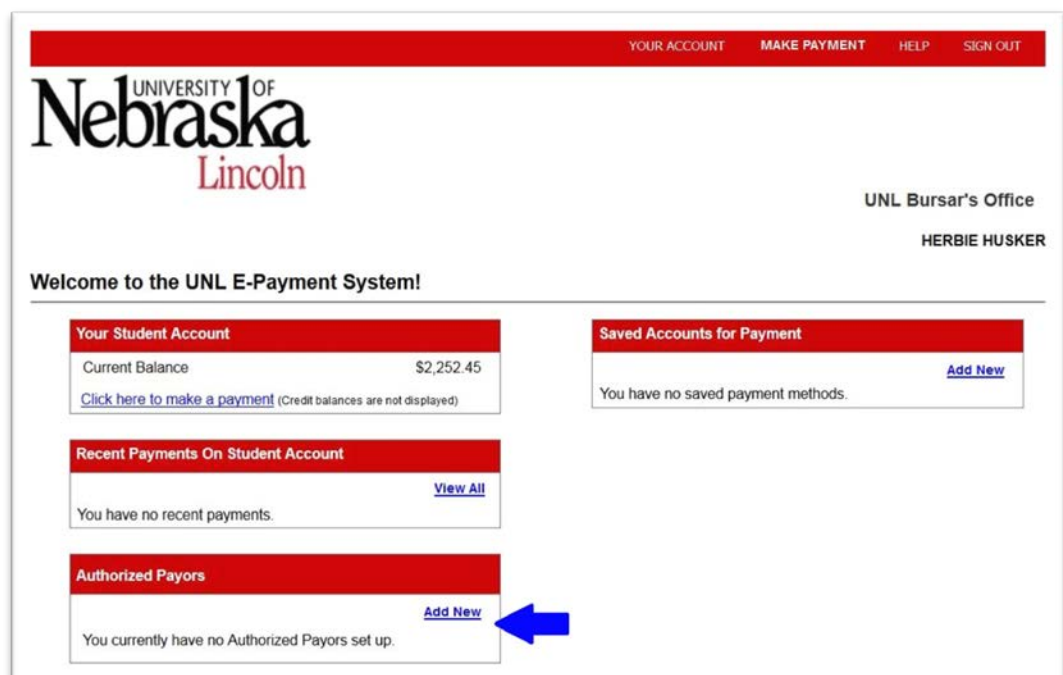 YOUR ACCOUNT MAKE PAYMENT HELP SIGN OUT
UNIVERSITY OF
Nebraska
Lincoln
UNL Bursar's Office
HERBIE HUSKER
Welcome to the UNL E-Payment System!
Your Student Account
Current Balance $2,252.45
Click here to make a payment (Credit balances are not displayed)
Recent Payments On Student Account
View All
You have no recent payments.
Authorized Payors
Add New
You currently have no Authorized Payors set up.
Saved Accounts for Payment
Add New
You have no saved payment methods.